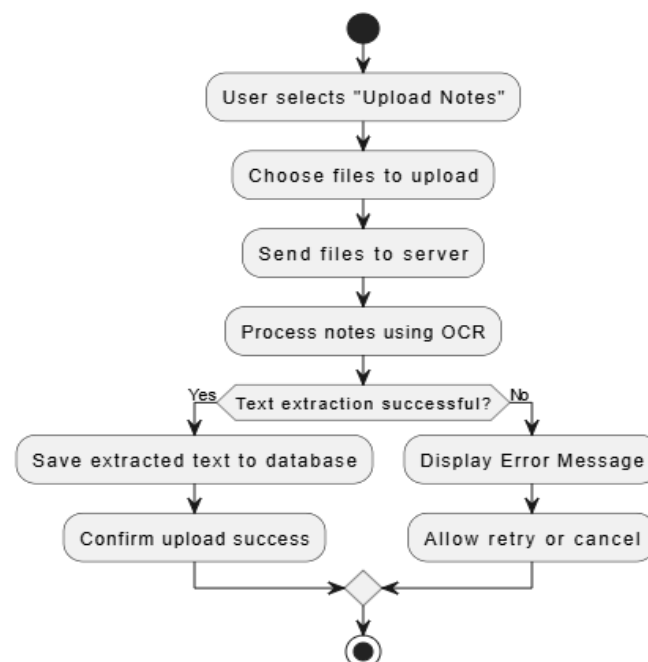 User selects "Upload Notes"
Choose files to upload
Send files to server
Process notes using OCR
Yes
Text extraction successful?
No
Save extracted text to database
Display Error Message
Confirm upload success
Allow retry or cancel